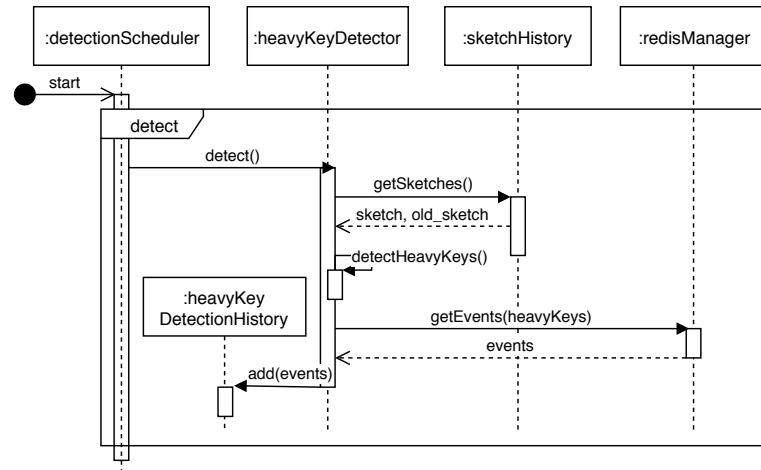 :detectionScheduler
:heavyKeyDetector
:sketchHistory
:redisManager
start
detect
detect()
getSketches()
sketch, old_sketch
detectHeavyKeys()
:heavyKey
DetectionHistory
getEvents(heavyKeys)
events
add(events)